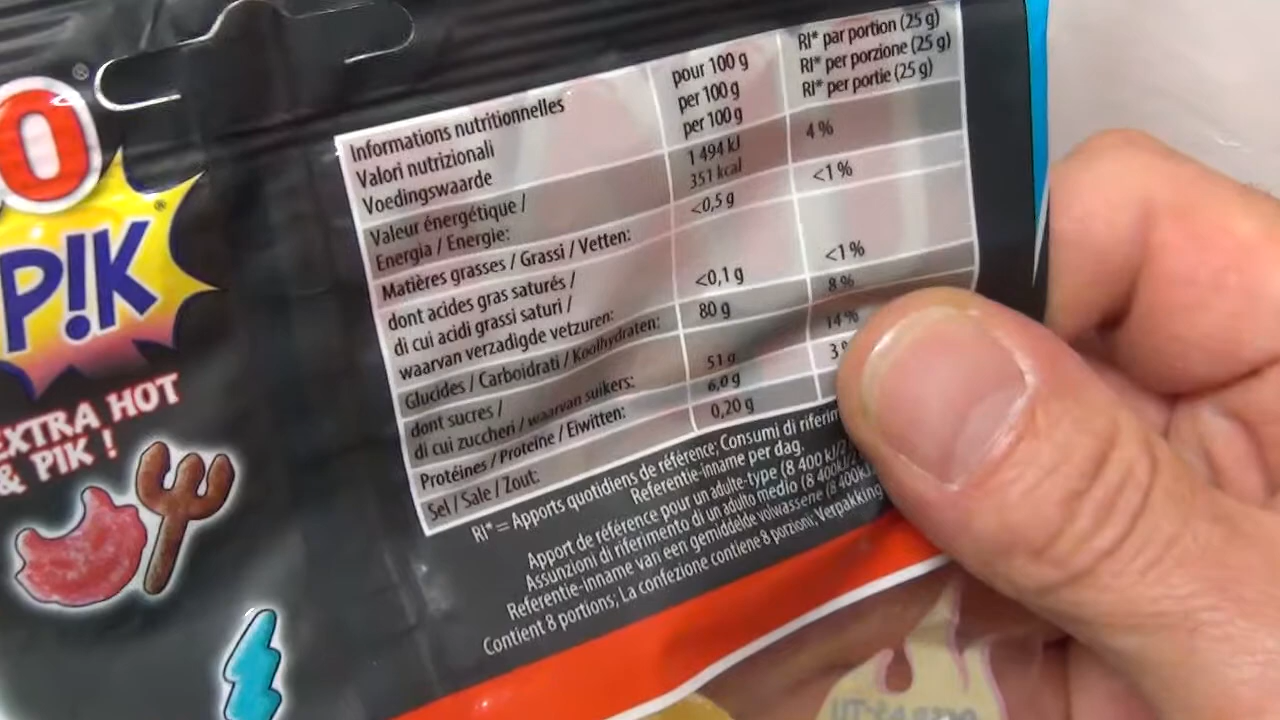 O
®
P!K
®
EXTRA HOT
& PIK !
Informations nutritionnelles
Valori nutrizionali
Voedingswaarde
pour 100 g
per 100 g
per 100 g
RI* par portion (25 g)
RI* per porzione (25 g)
RI* per portie (25 g)
Valeur énergétique /
Energia / Energie:
1 494 kJ
351 kcal
4 %
Matières grasses / Grassi / Vetten:
<0,5 g
<1 %
dont acides gras saturés /
di cui acidi grassi saturi /
waarvan verzadigde vetzuren:
<0,1 g
<1 %
Glucides / Carboidrati / Koolhydraten:
80 g
8 %
dont sucres /
di cui zuccheri / waarvan suikers:
51 g
14 %
Protéines / Proteine / Eiwitten:
6,0 g
3
Sel / Sale / Zout:
0,20 g
RI* = Apports quotidiens de référence; Consumi di
Referentie-inname per dag.
Apport de référence pour un adulte-type (8 400 kJ/
Assunzioni di riferimento di un adulto medio (8 400kJ/
Referentie-inname van een gemiddelde volwassene (8 400kJ
Contient 8 portions; La confezione contiene 8 porzioni; Verpakking